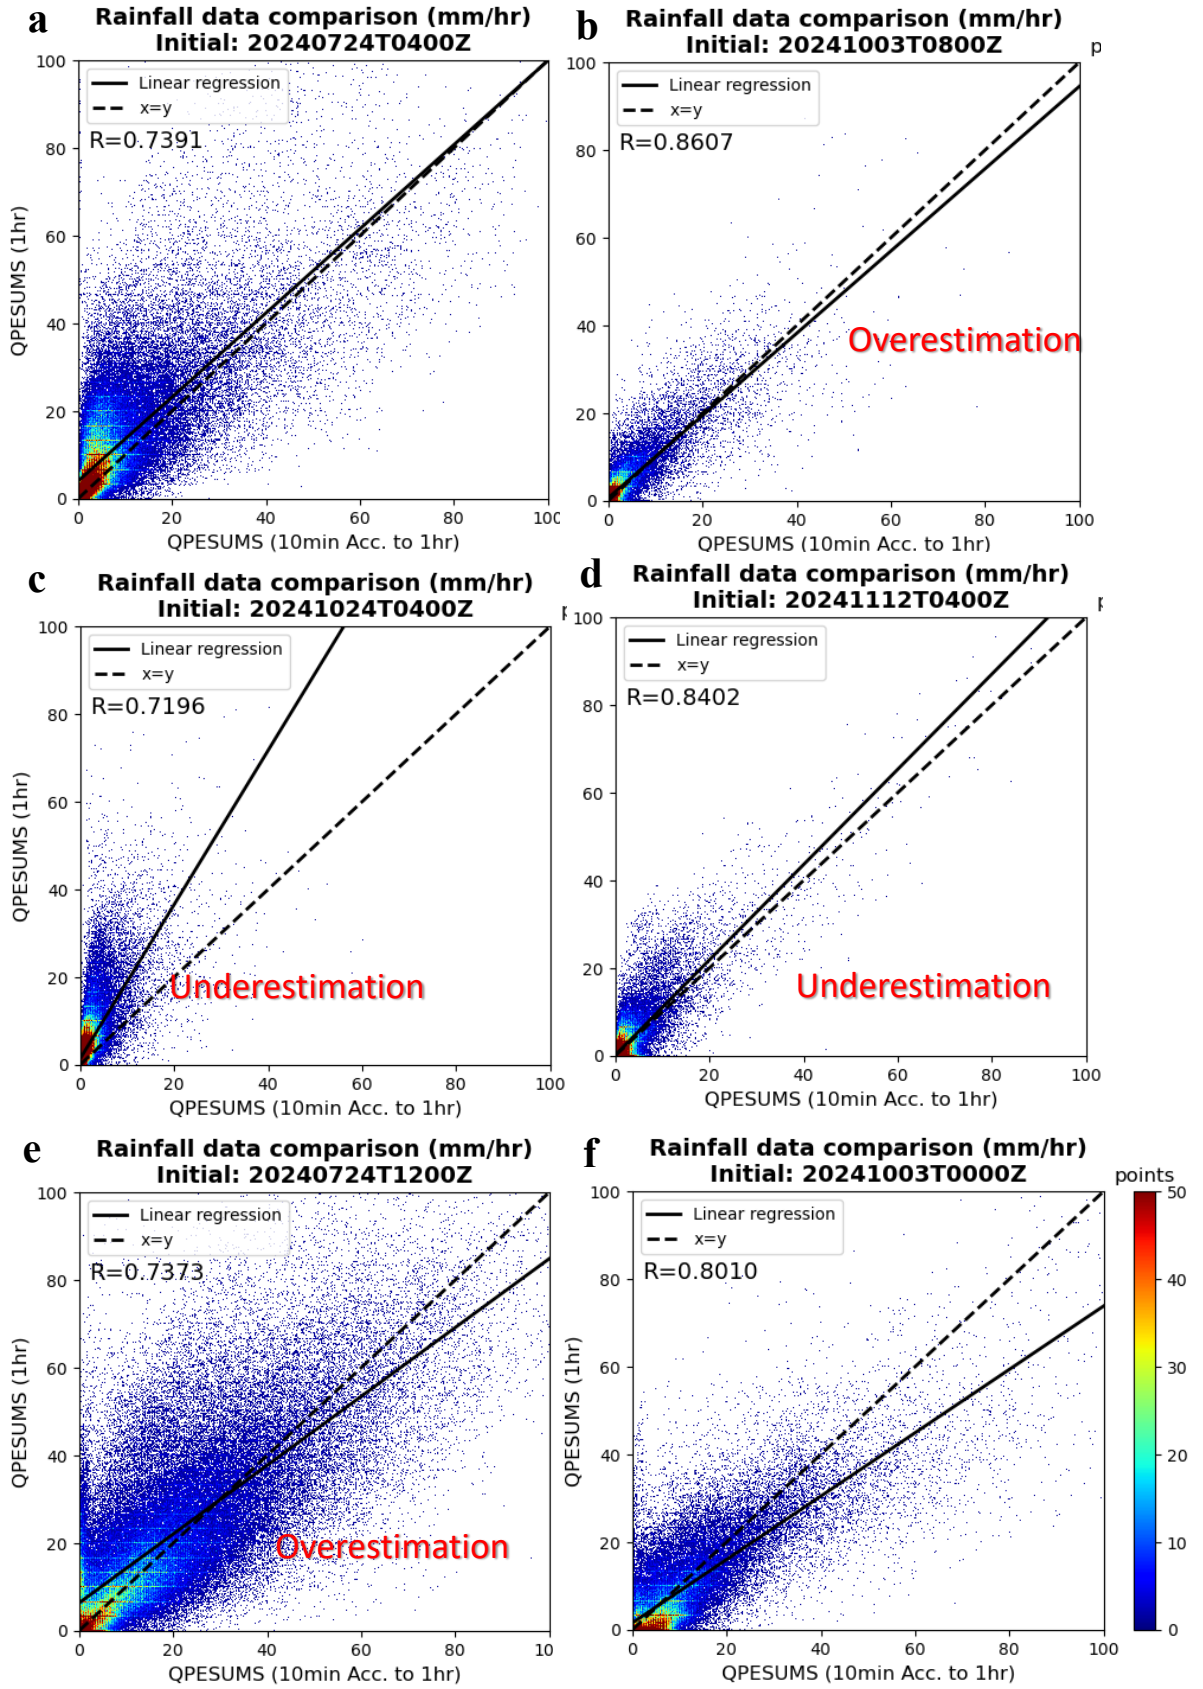 a
Rainfall data comparison (mm/hr)
Initial: 20240724T0400Z
Linear regression
x=y
R=0.7391
100
80
60
40
20
0
QPESUMS (1hr)
0 20 40 60 80 100
QPESUMS (10min Acc. to 1hr)
b
Rainfall data comparison (mm/hr)
Initial: 20241003T0800Z
p
Linear regression
x=y
R=0.8607
Overestimation
100
80
60
40
20
0
0 20 40 60 80 100
QPESUMS (10min Acc. to 1hr)
c
Rainfall data comparison (mm/hr)
Initial: 20241024T0400Z
Linear regression
x=y
R=0.7196
Underestimation
100
80
60
40
20
0
QPESUMS (1hr)
0 20 40 60 80 100
QPESUMS (10min Acc. to 1hr)
d
Rainfall data comparison (mm/hr)
Initial: 20241112T0400Z
Linear regression
x=y
R=0.8402
Underestimation
100
80
60
40
20
0
0 20 40 60 80 100
QPESUMS (10min Acc. to 1hr)
e
Rainfall data comparison (mm/hr)
Initial: 20240724T1200Z
Linear regression
x=y
R=0.7373
Overestimation
100
80
60
40
20
0
QPESUMS (1hr)
0 20 40 60 80 100
QPESUMS (10min Acc. to 1hr)
f
Rainfall data comparison (mm/hr)
Initial: 20241003T0000Z
Linear regression
x=y
R=0.8010
100
80
60
40
20
0
QPESUMS (1hr)
0 20 40 60 80 100
QPESUMS (10min Acc. to 1hr)
points
50
40
30
20
10
0